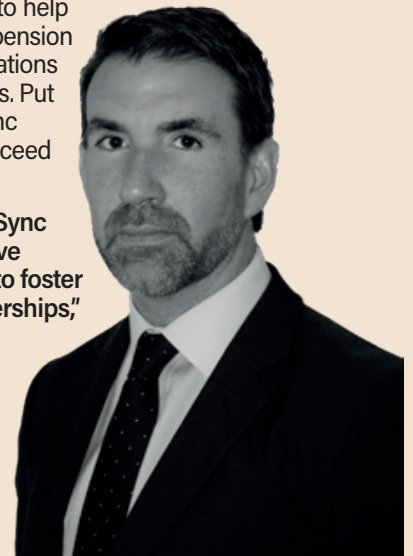 to help
pension
ations
s. Put
nc
ceed
Sync
ve
to foster
erships,”